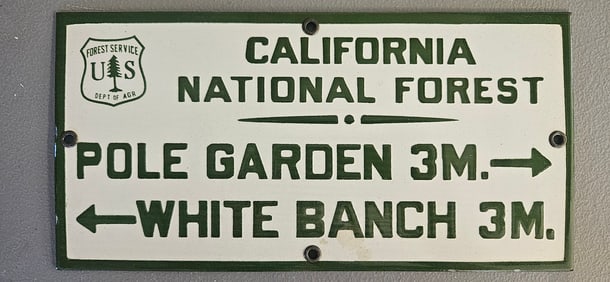 FOREST SERVICE
U S
DEPT OF AGR
CALIFORNIA
NATIONAL FOREST
POLE GARDEN 3M.→
←WHITE BANCH 3M.